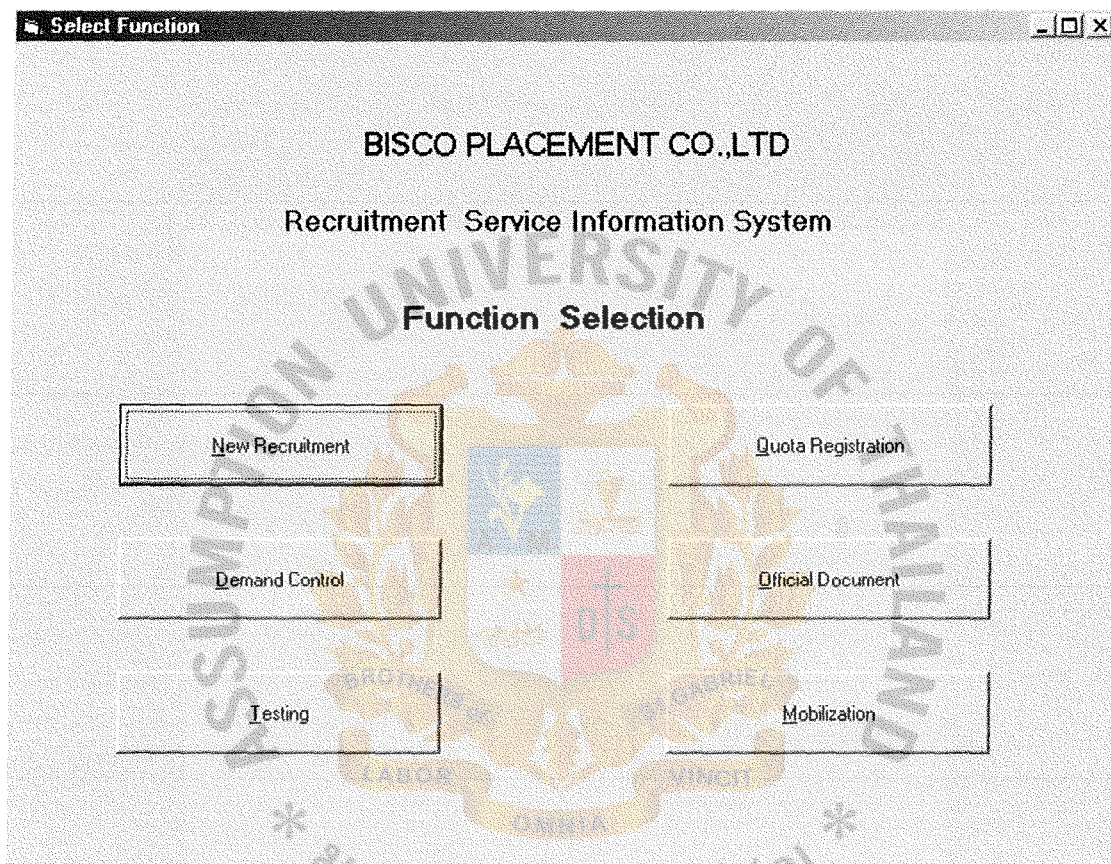 Select Function
BISCO PLACEMENT CO.,LTD
Recruitment Service Information System
Function Selection
New Recruitment
Quota Registration
Demand Control
Official Document
Testing
Mobilization
ASSUMPTION UNIVERSITY OF THAILAND
A M
D S
BROTHERS OF
ST GABRIEL
LABOR
VINCIT
OMNIA